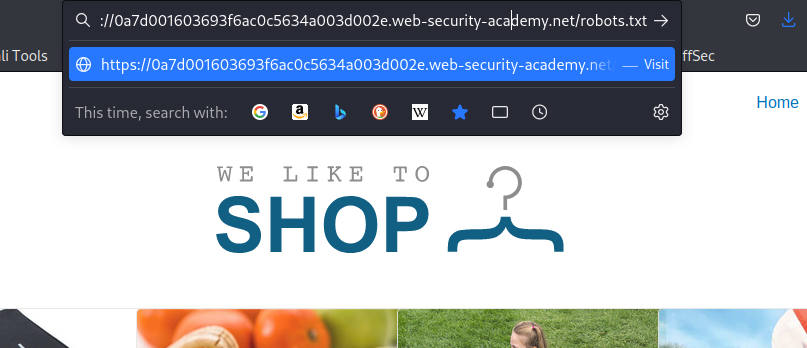 ://0a7d001603693f6ac0c5634a003d002e.web-security-academy.net/robots.txt
https://0a7d001603693f6ac0c5634a003d002e.web-security-academy.net — Visit
ali Tools
ffSec
This time, search with:
Home
WE LIKE TO
SHOP